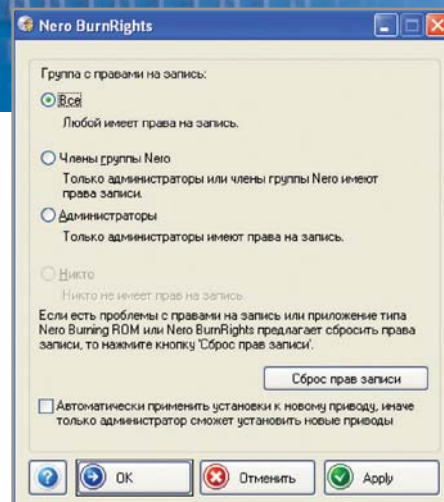 Nero BurnRights
Группа с правами на запись:
Все
Любой имеет права на запись.
Члены группы Nero
Только администраторы или члены группы Nero имеют
права записи.
Администраторы
Только администраторы имеют права на запись.
Никто
Никто не имеет прав на запись
Если есть проблемы с правами на запись или приложение типа
Nero Burning ROM или Nero BurnRights предлагает сбросить права
записи, то нажмите кнопку 'Сброс прав записи'.
Сброс прав записи
Автоматически применить установки к новому приводу, иначе
только администратор сможет установить новые приводы
? OK Отменить Apply